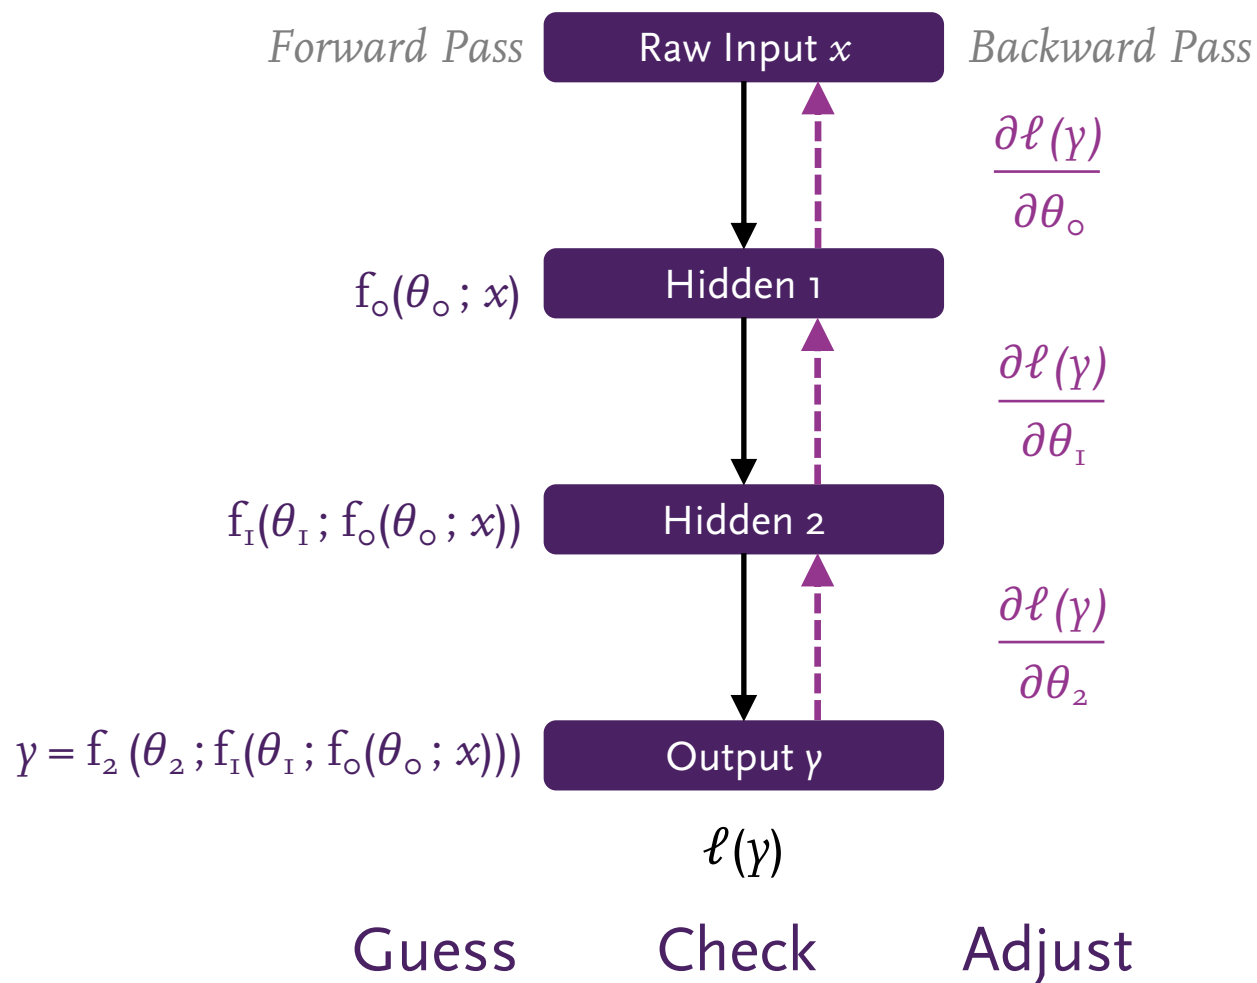 Forward Pass
Raw Input x
Backward Pass
∂ℓ(y)
∂θ₀
f₀(θ₀; x)
Hidden 1
∂ℓ(y)
∂θ₁
f₁(θ₁; f₀(θ₀; x))
Hidden 2
∂ℓ(y)
∂θ₂
y = f₂(θ₂; f₁(θ₁; f₀(θ₀; x)))
Output y
ℓ(y)
Guess
Check
Adjust